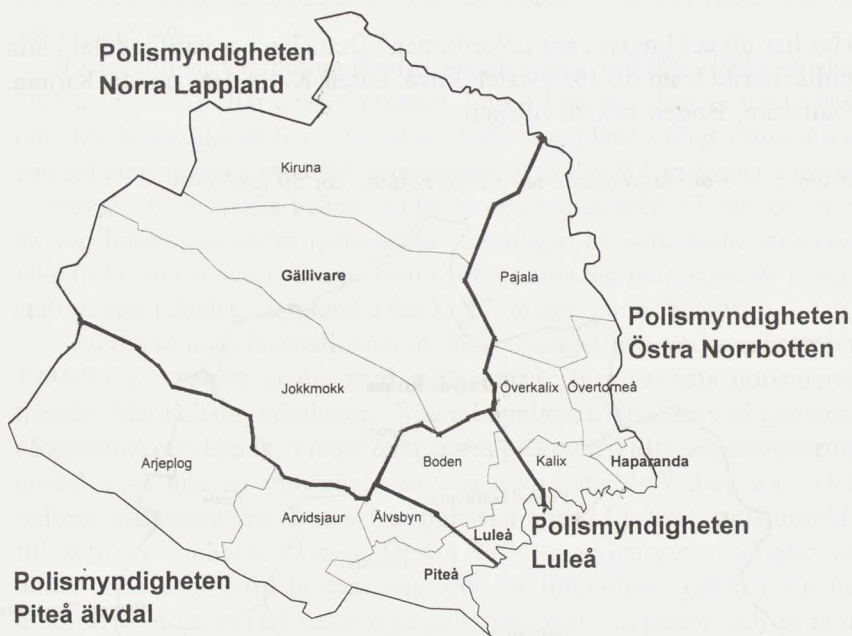 Polismyndigheten
Norra Lappland
Kiruna
Gällivare
Pajala
Polismyndigheten
Östra Norrbotten
Jokkmokk
Överkalix
Övertorneå
Arjeplog
Boden
Kalix
Haparanda
Arvidsjaur
Älvsbyn
Luleå
Polismyndigheten
Luleå
Piteå
Polismyndigheten
Piteå älvdal